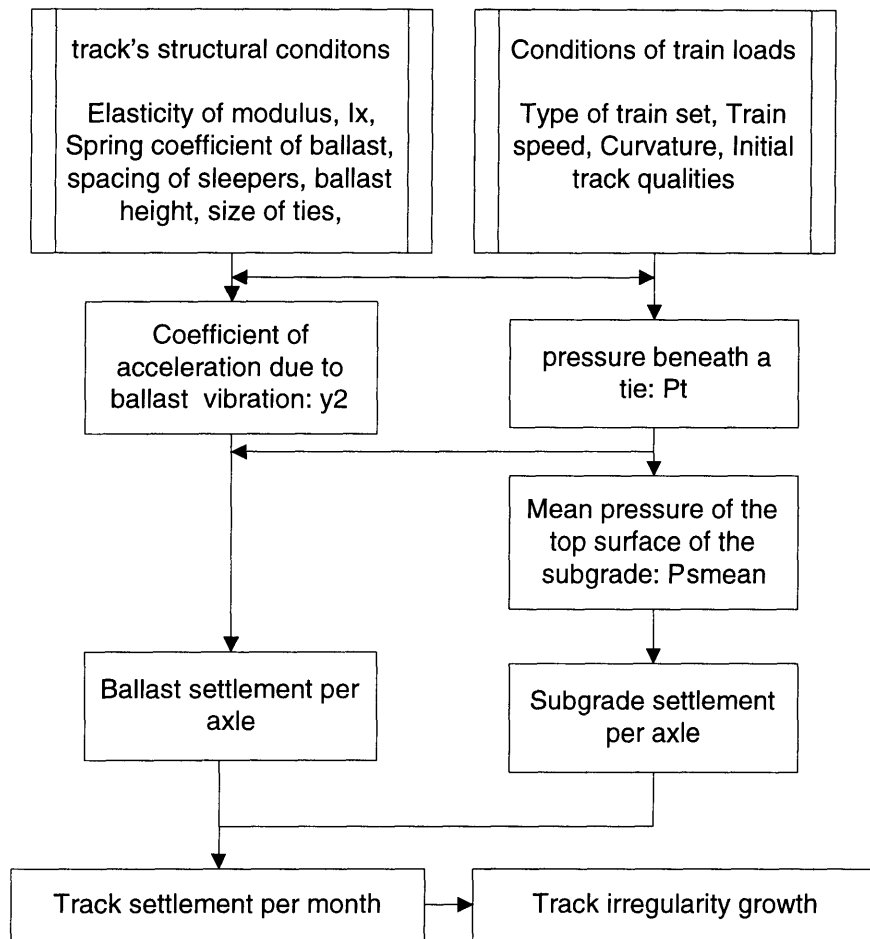 track's structural conditons
Elasticity of modulus, Ix,
Spring coefficient of ballast,
spacing of sleepers, ballast
height, size of ties,
Conditions of train loads
Type of train set, Train
speed, Curvature, Initial
track qualities
Coefficient of
acceleration due to
ballast vibration: y2
pressure beneath a
tie: Pt
Mean pressure of the
top surface of the
subgrade: Psmean
Ballast settlement per
axle
Subgrade settlement
per axle
Track settlement per month
Track irregularity growth